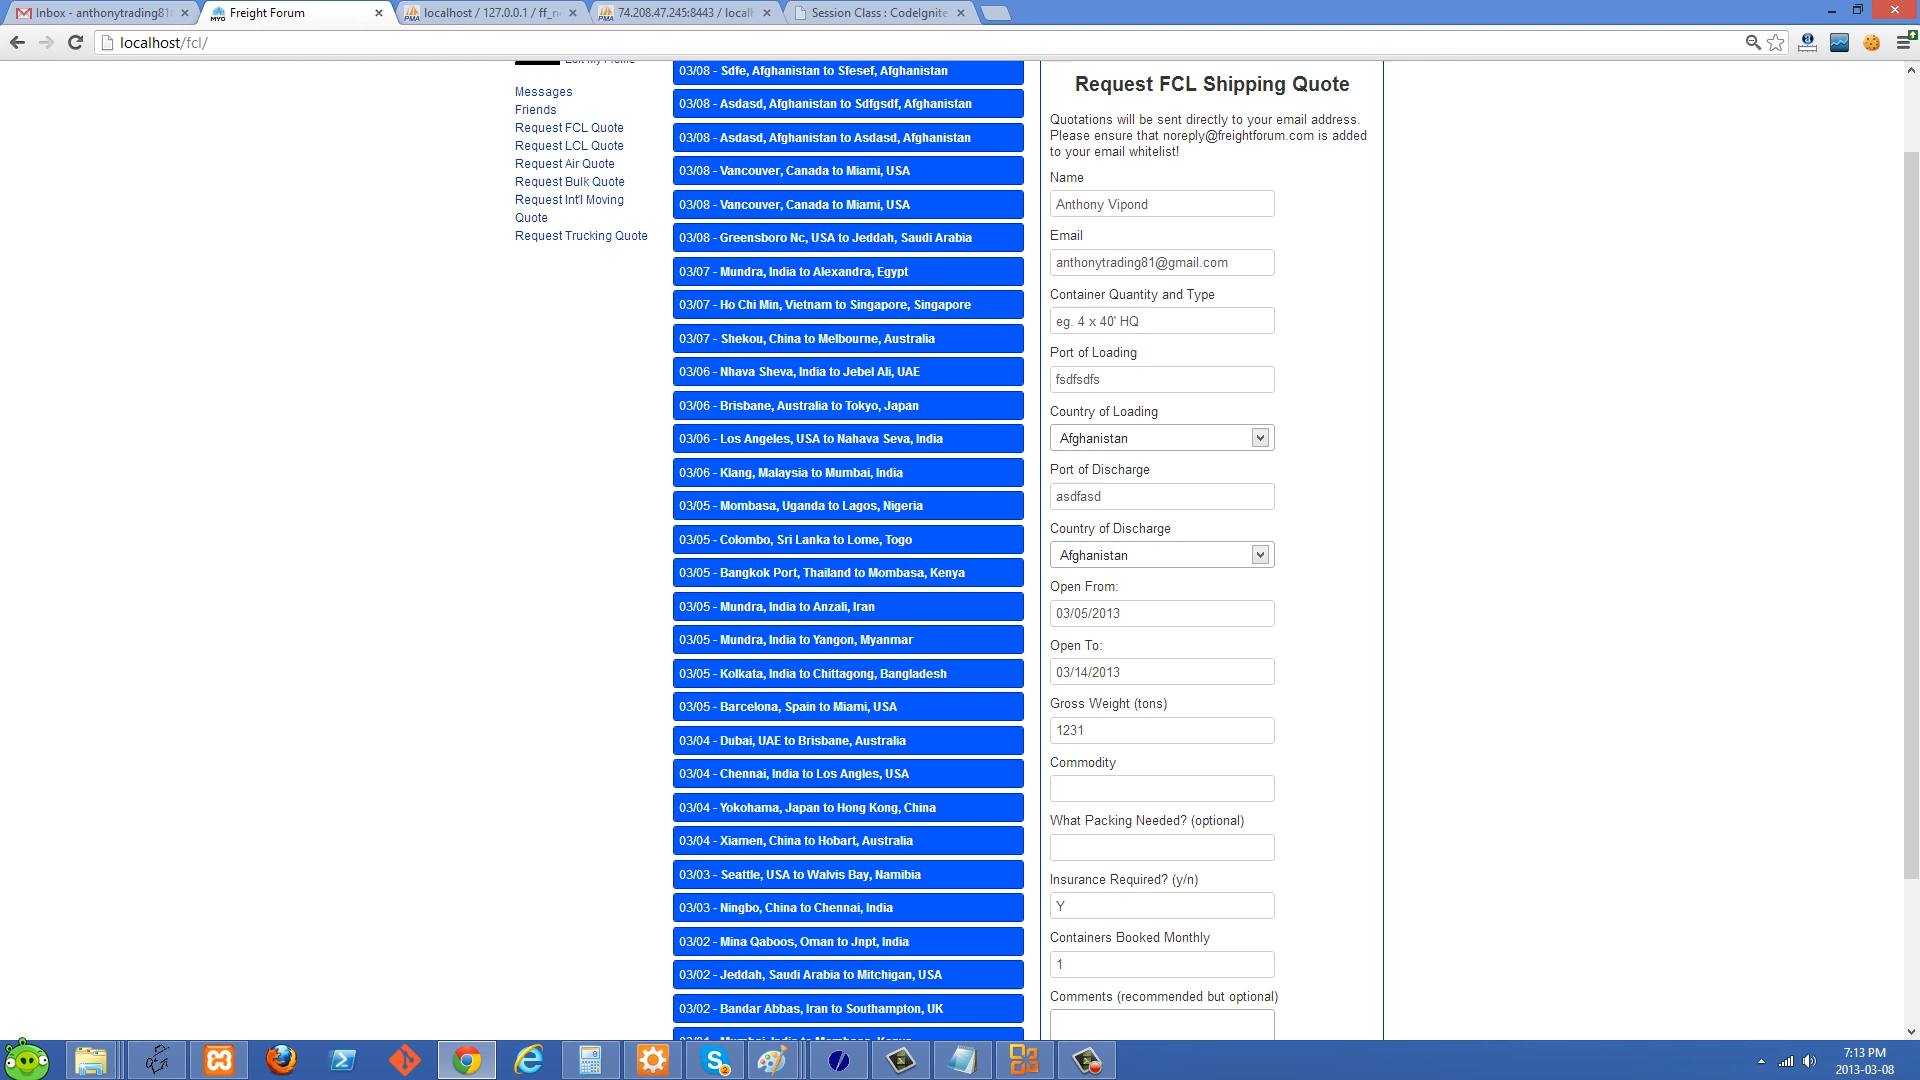 Inbox - anthonytrading81
Freight Forum
localhost / 127.0.0.1 / ff_n
74.208.47.245:8443 / local
Session Class : CodeIgnite
localhost/fcl/
Messages
Friends
Request FCL Quote
Request LCL Quote
Request Air Quote
Request Bulk Quote
Request Int'l Moving
Quote
Request Trucking Quote
03/08 - Sdfe, Afghanistan to Sfesef, Afghanistan
03/08 - Asdasd, Afghanistan to Sdfgsdf, Afghanistan
03/08 - Asdasd, Afghanistan to Asdasd, Afghanistan
03/08 - Vancouver, Canada to Miami, USA
03/08 - Vancouver, Canada to Miami, USA
03/08 - Greensboro Nc, USA to Jeddah, Saudi Arabia
03/07 - Mundra, India to Alexandra, Egypt
03/07 - Ho Chi Min, Vietnam to Singapore, Singapore
03/07 - Shekou, China to Melbourne, Australia
03/06 - Nhava Sheva, India to Jebel Ali, UAE
03/06 - Brisbane, Australia to Tokyo, Japan
03/06 - Los Angeles, USA to Nahava Seva, India
03/06 - Klang, Malaysia to Mumbai, India
03/05 - Mombasa, Uganda to Lagos, Nigeria
03/05 - Colombo, Sri Lanka to Lome, Togo
03/05 - Bangkok Port, Thailand to Mombasa, Kenya
03/05 - Mundra, India to Anzali, Iran
03/05 - Mundra, India to Yangon, Myanmar
03/05 - Kolkata, India to Chittagong, Bangladesh
03/05 - Barcelona, Spain to Miami, USA
03/04 - Dubai, UAE to Brisbane, Australia
03/04 - Chennai, India to Los Angles, USA
03/04 - Yokohama, Japan to Hong Kong, China
03/04 - Xiamen, China to Hobart, Australia
03/03 - Seattle, USA to Walvis Bay, Namibia
03/03 - Ningbo, China to Chennai, India
03/02 - Mina Qaboos, Oman to Jnpt, India
03/02 - Jeddah, Saudi Arabia to Mitchigan, USA
03/02 - Bandar Abbas, Iran to Southampton, UK
Request FCL Shipping Quote
Quotations will be sent directly to your email address.
Please ensure that noreply@freightforum.com is added
to your email whitelist!
Name
Anthony Vipond
Email
anthonytrading81@gmail.com
Container Quantity and Type
eg. 4 x 40' HQ
Port of Loading
fsdfsdfs
Country of Loading
Afghanistan
Port of Discharge
asdfasd
Country of Discharge
Afghanistan
Open From:
03/05/2013
Open To:
03/14/2013
Gross Weight (tons)
1231
Commodity
What Packing Needed? (optional)
Insurance Required? (y/n)
Y
Containers Booked Monthly
1
Comments (recommended but optional)
7:13 PM
2013-03-08